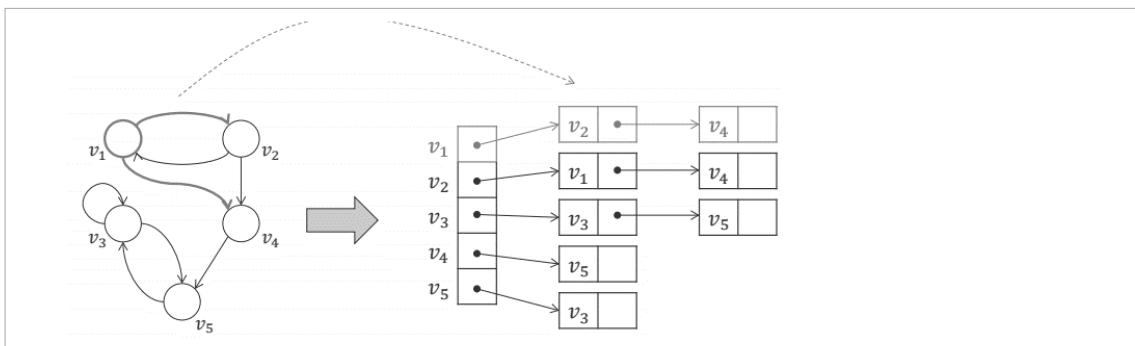 v₁
v₂
v₃
v₄
v₅
v₁ v₂ v₄
v₂ v₁ v₄
v₃ v₃ v₅
v₄ v₅
v₅ v₃